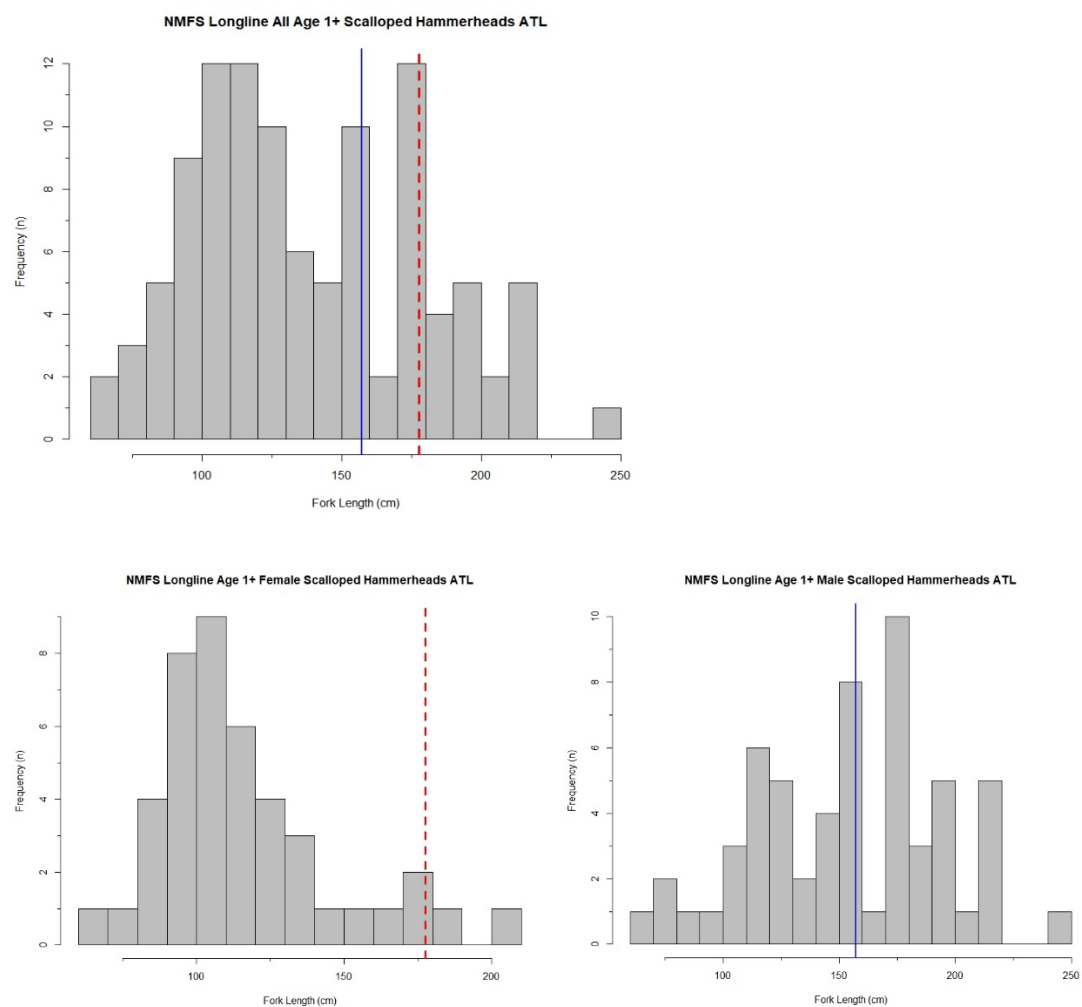 NMFS Longline All Age 1+ Scalloped Hammerheads ATL
12
10
8
6
4
2
0
Frequency (n)
100 150 200 250
Fork Length (cm)
NMFS Longline Age 1+ Female Scalloped Hammerheads ATL
8
6
4
2
0
Frequency (n)
100 150 200
Fork Length (cm)
NMFS Longline Age 1+ Male Scalloped Hammerheads ATL
10
8
6
4
2
0
Frequency (n)
100 150 200 250
Fork Length (cm)